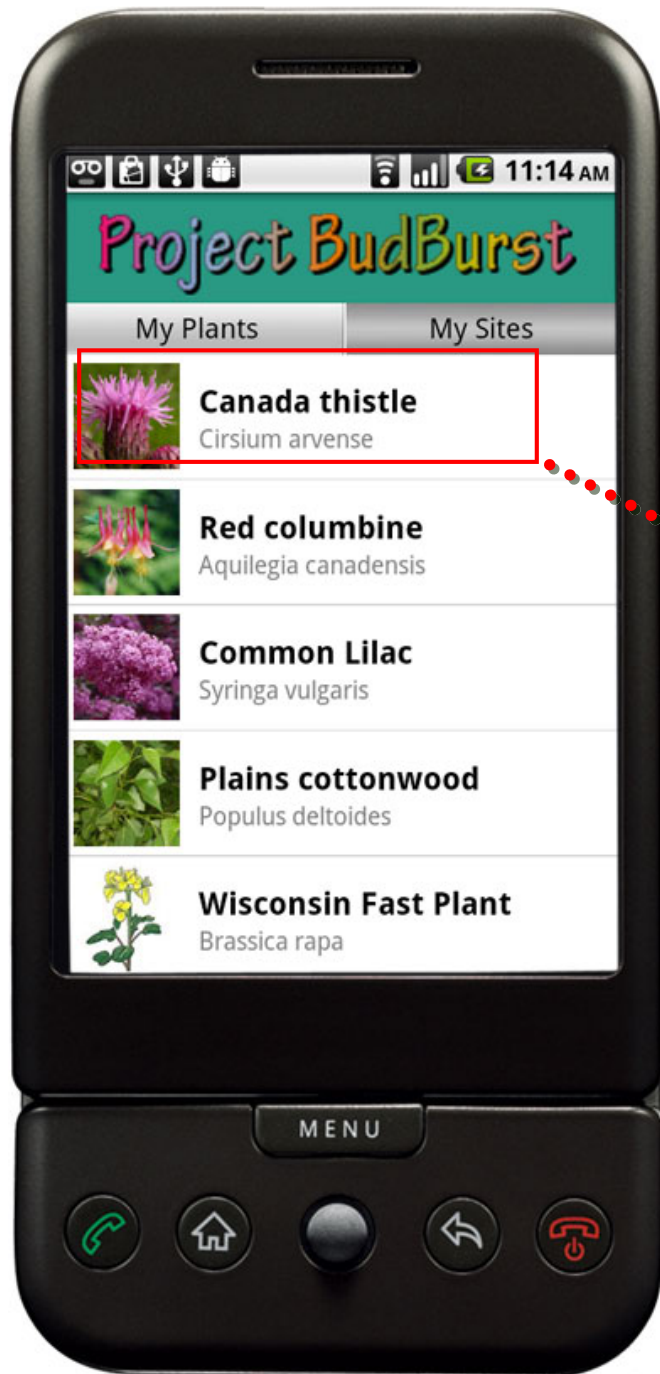 11:14 AM
Project BudBurst
My Plants My Sites
Canada thistle
Cirsium arvense
Red columbine
Aquilegia canadensis
Common Lilac
Syringa vulgaris
Plains cottonwood
Populus deltoides
Wisconsin Fast Plant
Brassica rapa
MENU